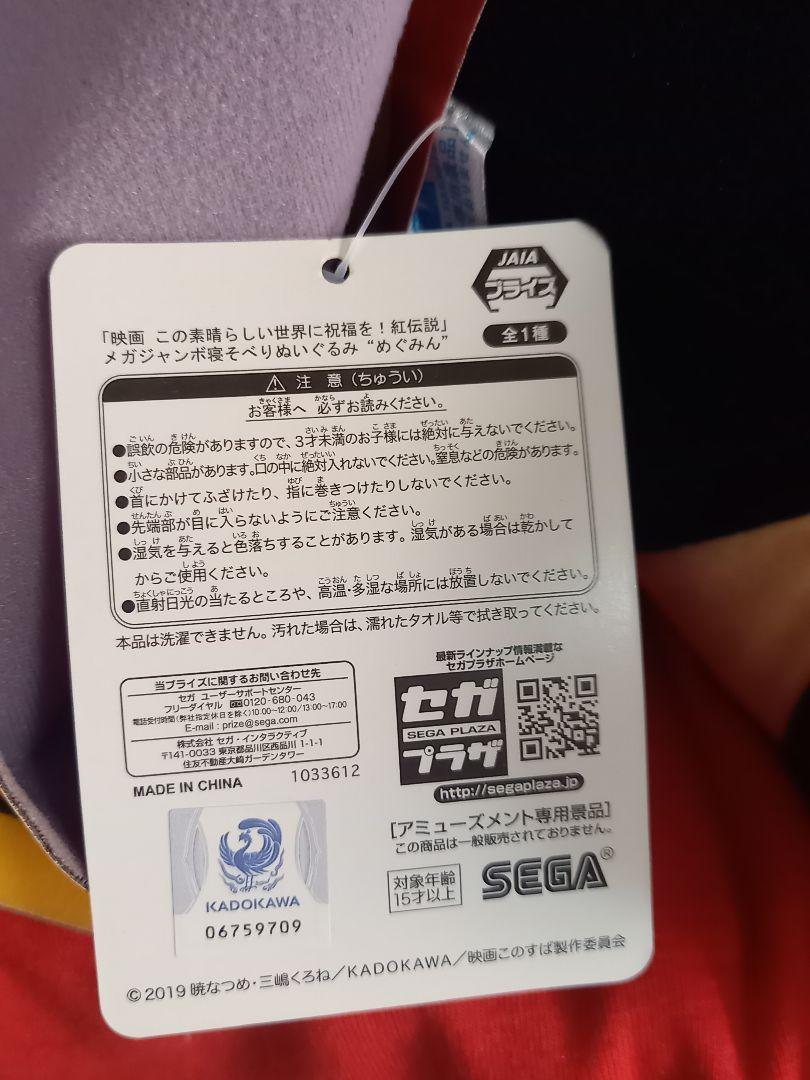 JAIA
プライズ
全1種
「映画 この素晴らしい世界に祝福を！紅伝説」
メガジャンボ寝そべりぬいぐるみ “めぐみん”
⚠ 注 意 (ちゅうい)
お客様へ 必ずお読みください。
●誤飲の危険がありますので、3才未満のお子様には絶対に与えないでください。
●小さな部品があります。口の中に絶対入れないでください。窒息などの危険があります。
●首にかけてふざけたり、指に巻きつけたりしないでください。
●先端部が目に入らないようにご注意ください。
●湿気を与えると色落ちすることがあります。湿気がある場合は乾かして
からご使用ください。
●直射日光の当たるところや、高温・多湿な場所には放置しないでください。
本品は洗濯できません。汚れた場合は、濡れたタオル等で拭き取ってください。
当プライズに関するお問い合わせ先
セガ ユーザーサポートセンター
フリーダイヤル 0120-680-043
電話受付時間(弊社指定休日を除く)10:00〜12:00/13:00〜17:00
E-mail : prize@sega.com
株式会社 セガ・インタラクティブ
〒141-0033 東京都品川区西品川 1-1-1
住友不動産大崎ガーデンタワー
MADE IN CHINA 1033612
最新ラインナップ情報満載な
セガプラザホームページ
セガ
SEGA PLAZA
プラザ
http://segaplaza.jp
[アミューズメント専用景品]
この商品は一般販売されておりません。
対象年齢
15才以上
SEGA®
KADOKAWA
06759709
© 2019 暁なつめ・三嶋くろね／KADOKAWA／映画このすば製作委員会